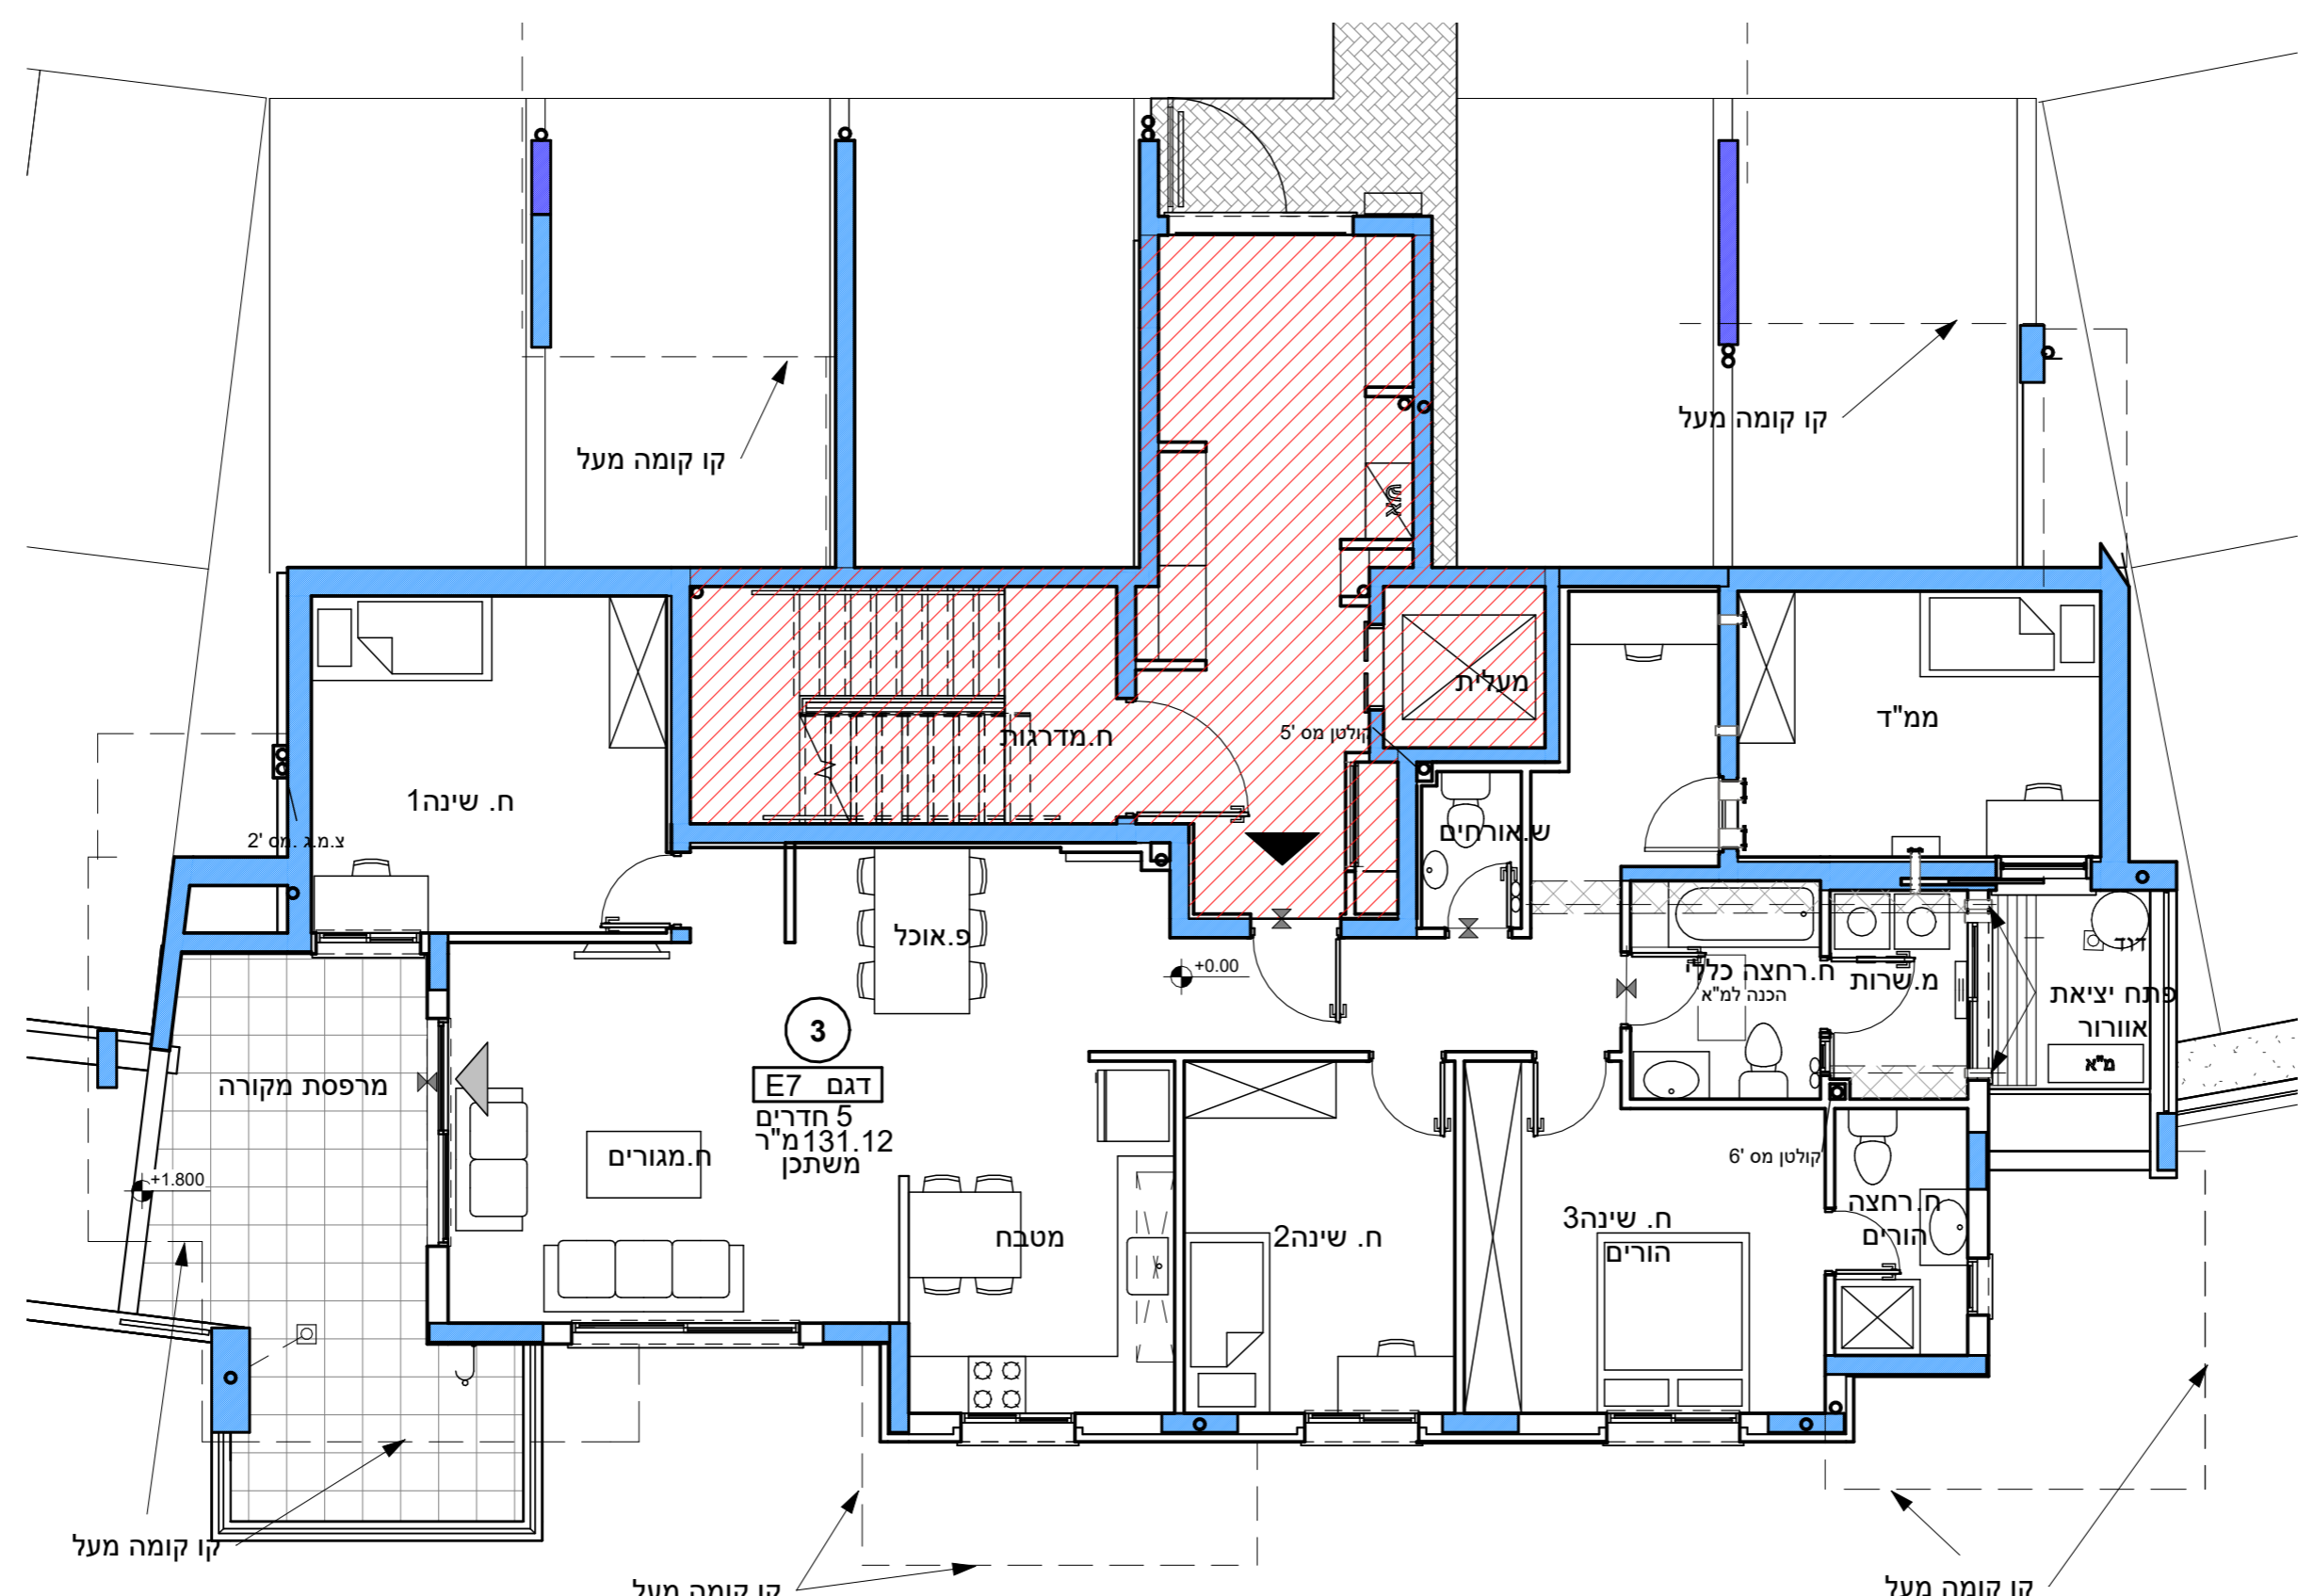 קו קומה מעל
קו קומה מעל
אש
מעלית
ממ"ד
ח.מדרגות
קולטן מס '5
ח. שינה1
צ.מ.ג .מס '2
ש.אורחים
פ.אוכל
+0.00
ח.רחצה כללי
הכנה למ"א
מ.שרות
דוד
פתח יציאת
אוורור
מ"א
3
דגם E7
5 חדרים
131.12מ"ר
משתכן
מרפסת מקורה
ח.מגורים
+1.800
קולטן מס '6
מטבח
ח. שינה2
ח. שינה3
הורים
ח.רחצה
הורים
קו קומה מעל
קו קומה מעל
קו קומה מעל